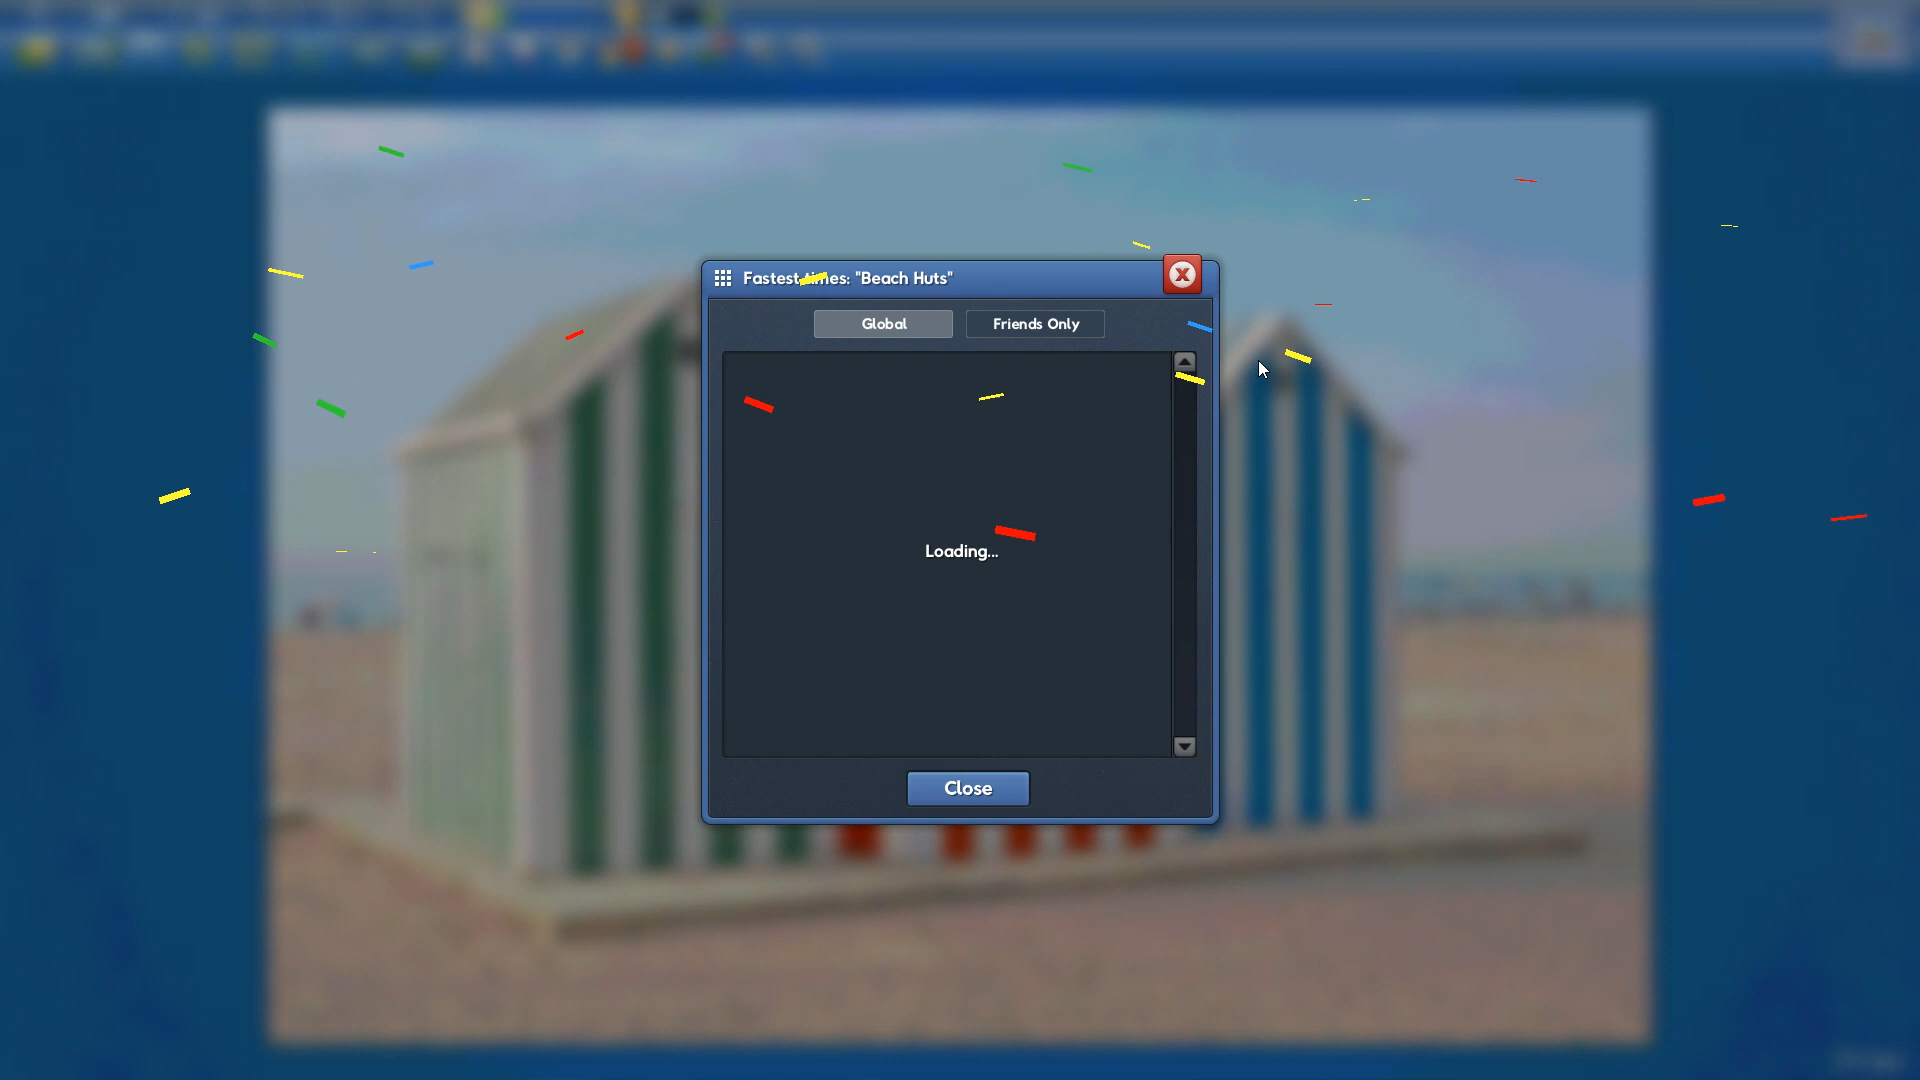 Fastest times: "Beach Huts"
Global
Friends Only
Loading...
Close